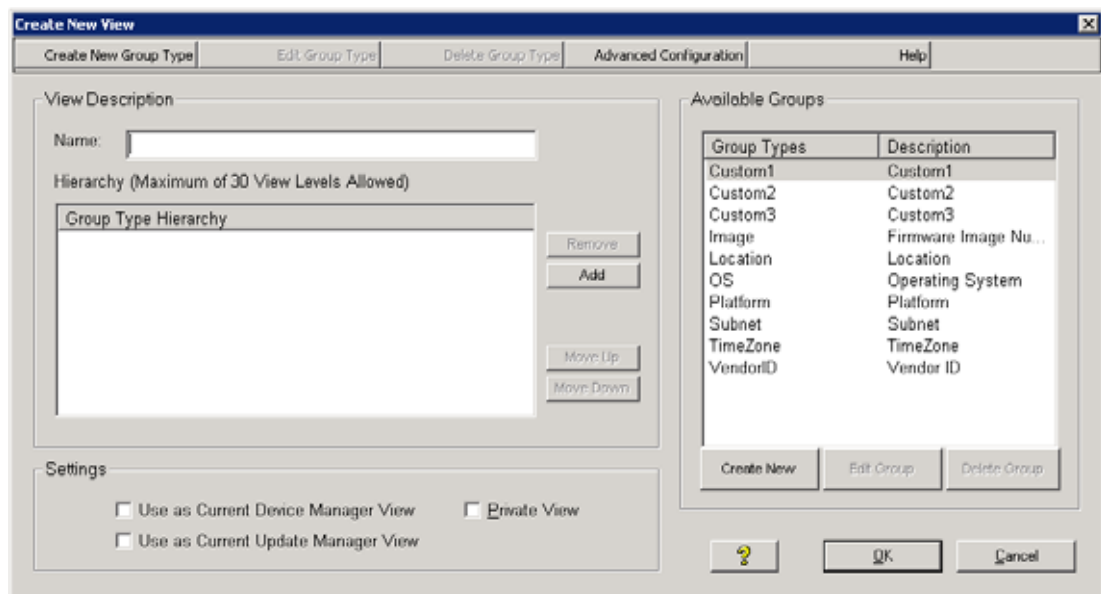 Create New View
Create New Group Type Edit Group Type Delete Group Type Advanced Configuration Help
View Description
Name:
Hierarchy (Maximum of 30 View Levels Allowed)
Group Type Hierarchy
Remove
Add
Move Up
Move Down
Settings
Use as Current Device Manager View
Private View
Use as Current Update Manager View
Available Groups
Group Types Description
Custom1 Custom1
Custom2 Custom2
Custom3 Custom3
Image Firmware Image Nu...
Location Location
OS Operating System
Platform Platform
Subnet Subnet
TimeZone TimeZone
VendorID Vendor ID
Create New Edit Group Delete Group
? OK Cancel